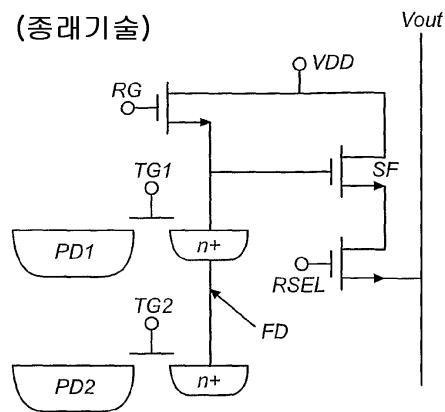 (종래기술)
Vout
VDD
RG
TG1
SF
PD1
n+
RSEL
TG2
FD
PD2
n+